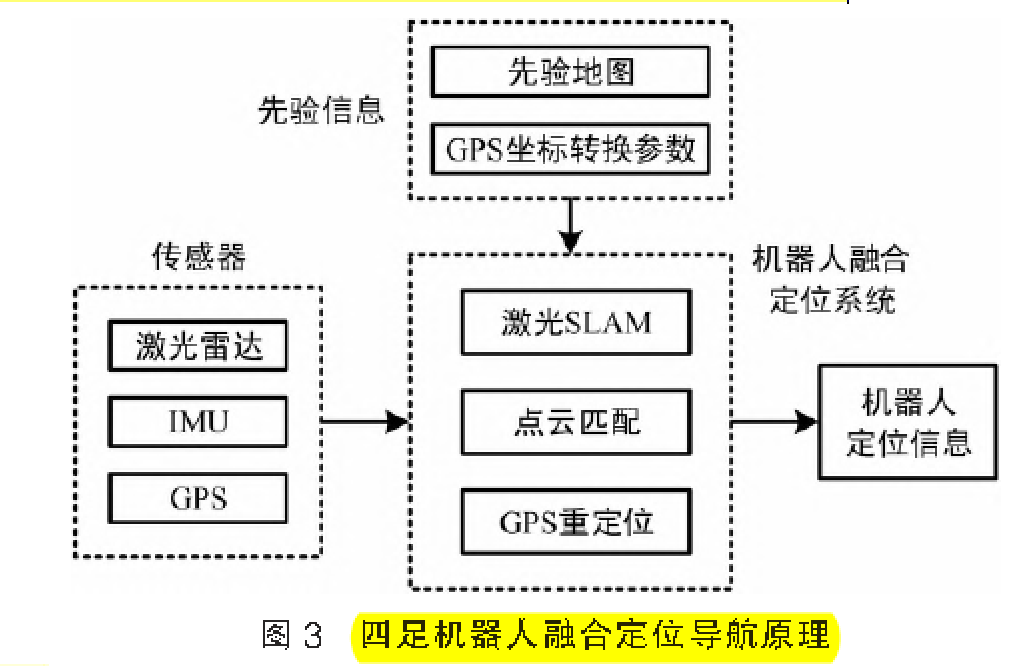 先验信息
先验地图
GPS坐标转换参数
传感器
激光雷达
IMU
GPS
机器人融合
定位系统
激光SLAM
点云匹配
GPS重定位
机器人
定位信息
图 3 四足机器人融合定位导航原理